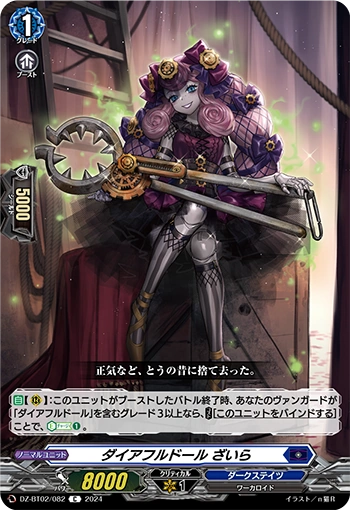 1
グレード
ブースト
5000
シールド
正気など、とうの昔に捨て去った。
自【R】:このユニットがブーストしたバトル終了時、あなたのヴァンガードが
「ダイアフルドール」を含むグレード3以上なら、[このユニットをバインドする]
ことで、チャージ1。
ノーマルユニット
ダイアフルドール ざいら
パワー 8000
クリティカル
1
ダークステイツ
ワーカロイド
DZ-BT02/082 C 2024
イラスト/n猫R